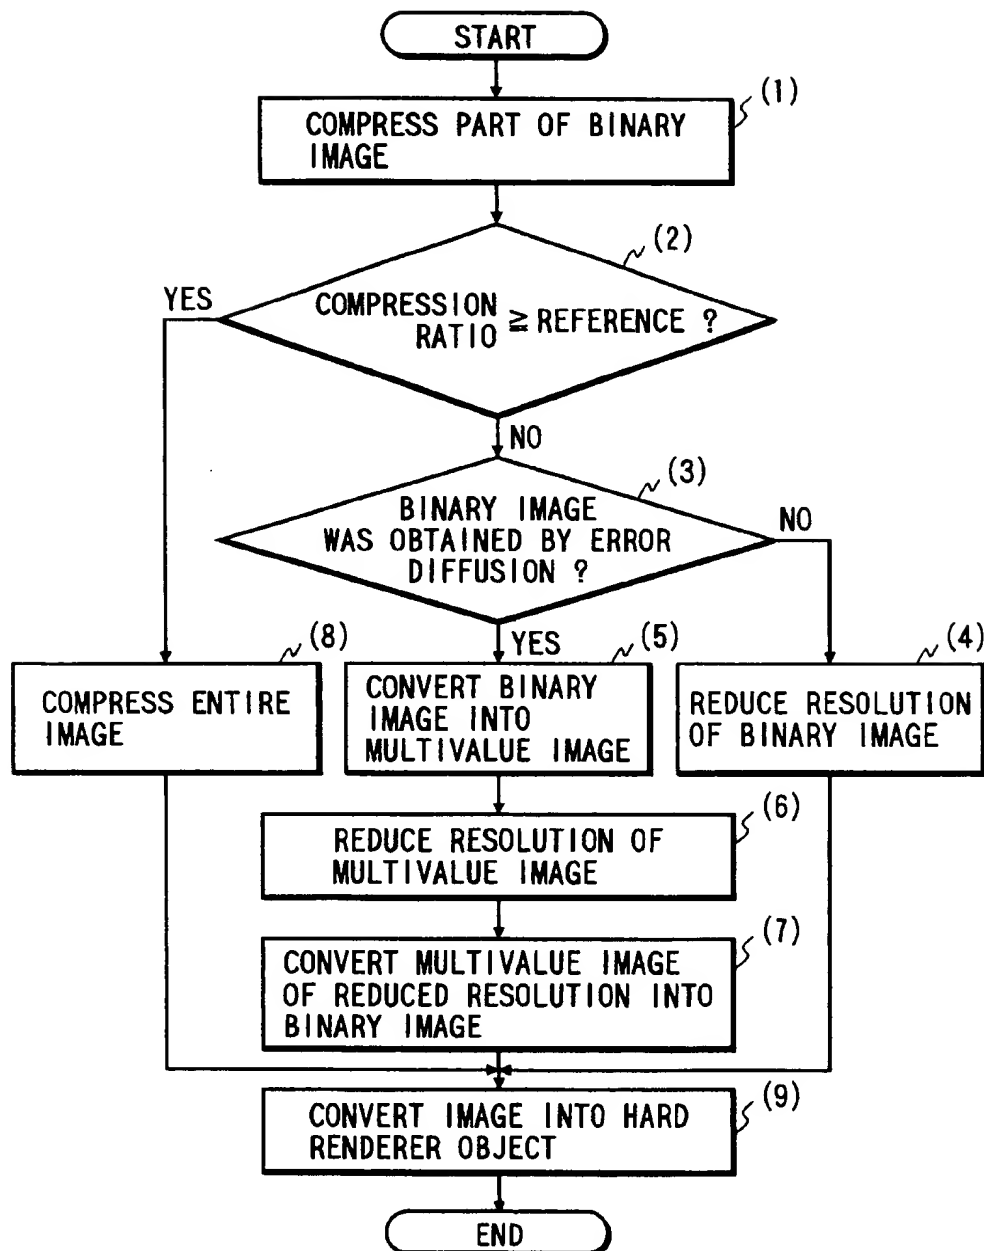 START
(1)
COMPRESS PART OF BINARY
IMAGE
(2)
YES
COMPRESSION
RATIO
≧ REFERENCE ?
NO
(3)
BINARY IMAGE
WAS OBTAINED BY ERROR
DIFFUSION ?
NO
YES
(8)
COMPRESS ENTIRE
IMAGE
(5)
CONVERT BINARY
IMAGE INTO
MULTIVALUE IMAGE
(4)
REDUCE RESOLUTION
OF BINARY IMAGE
(6)
REDUCE RESOLUTION OF
MULTIVALUE IMAGE
(7)
CONVERT MULTIVALUE IMAGE
OF REDUCED RESOLUTION INTO
BINARY IMAGE
(9)
CONVERT IMAGE INTO HARD
RENDERER OBJECT
END